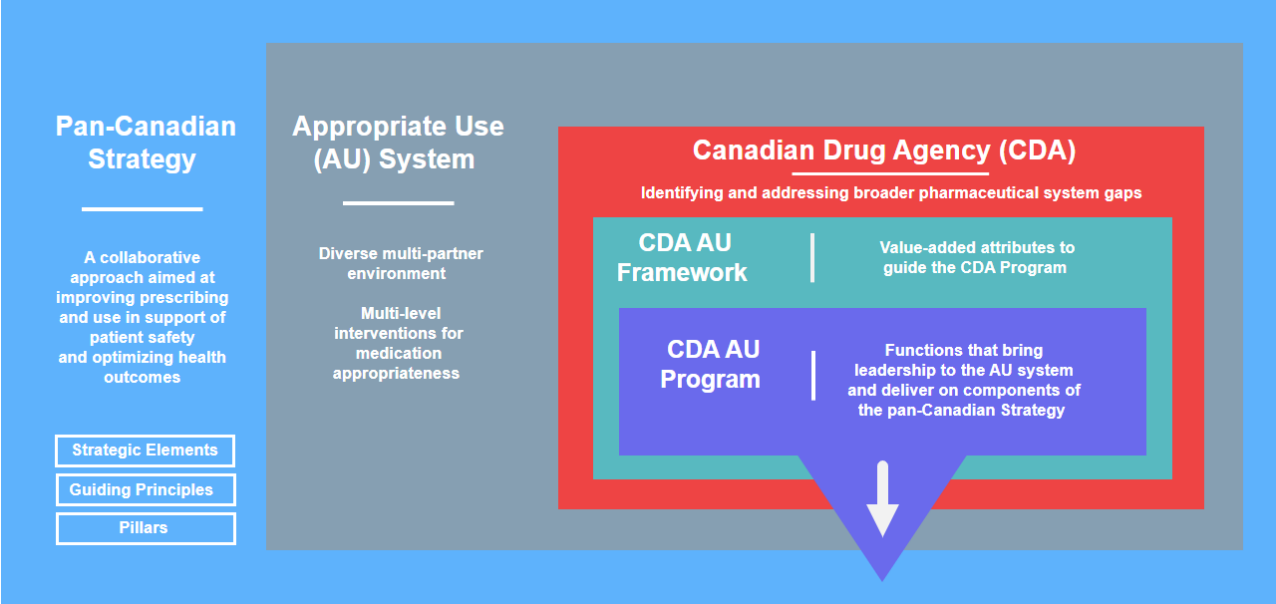 Pan-Canadian
Strategy
A collaborative
approach aimed at
improving prescribing
and use in support of
patient safety
and optimizing health
outcomes
Strategic Elements
Guiding Principles
Pillars
Appropriate Use
(AU) System
Diverse multi-partner
environment
Multi-level
interventions for
medication
appropriateness
Canadian Drug Agency (CDA)
Identifying and addressing broader pharmaceutical system gaps
CDA AU
Framework
Value-added attributes to
guide the CDA Program
CDA AU
Program
Functions that bring
leadership to the AU system
and deliver on components of
the pan-Canadian Strategy